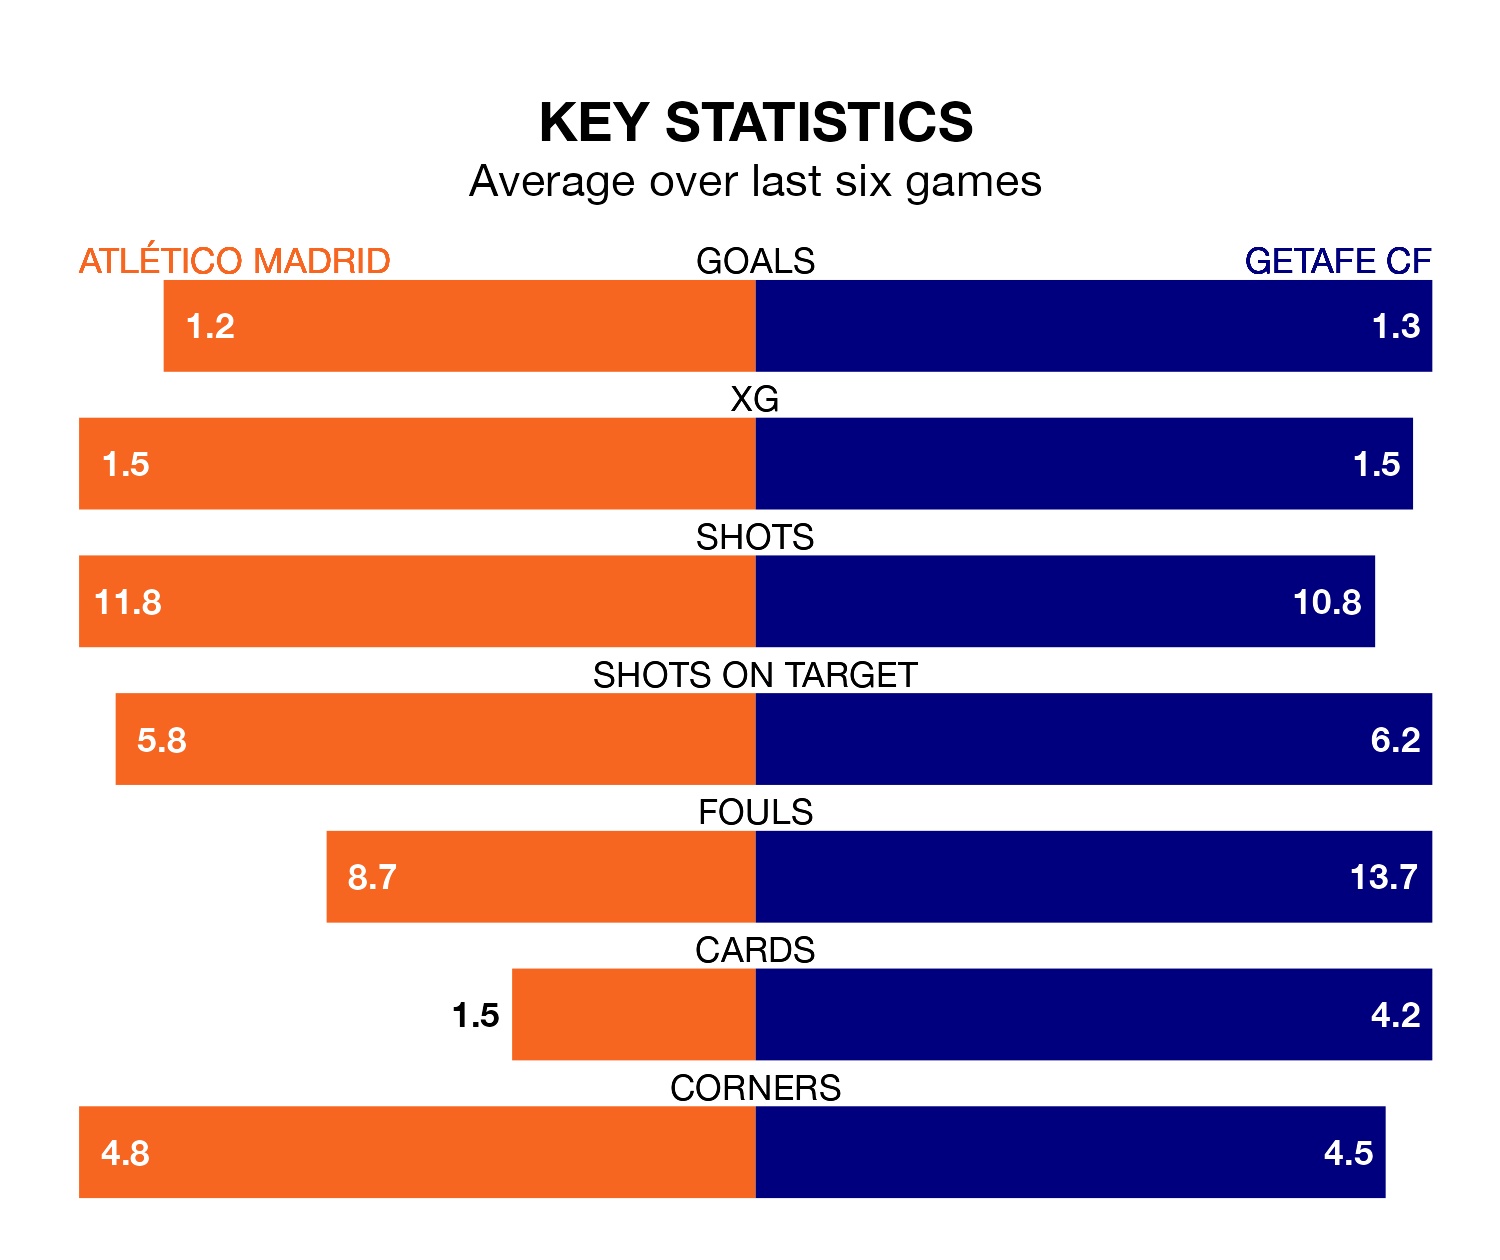 KEY STATISTICS
Average over last six games
ATLÉTICO MADRID GOALS GETAFE CF
1.2 1.3
XG
1.5 1.5
SHOTS
11.8 10.8
SHOTS ON TARGET
5.8 6.2
FOULS
8.7 13.7
CARDS
1.5 4.2
CORNERS
4.8 4.5